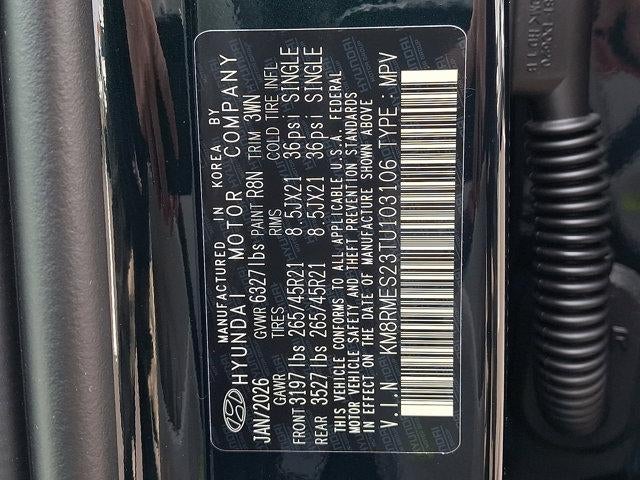 MANUFACTURED IN KOREA BY
HYUNDAI MOTOR COMPANY
JAN/2026 GVWR 6327lbs PAINT R8N TRIM 3WN
GAWR TIRES RIMS COLD TIRE INFL
FRONT 3197lbs 265/45R21 8.5JX21 36psi SINGLE
REAR 3527lbs 265/45R21 8.5JX21 36psi SINGLE
THIS VEHICLE CONFORMS TO ALL APPLICABLE U.S.A. FEDERAL
MOTOR VEHICLE SAFETY AND THEFT PREVENTION STANDARDS
IN EFFECT ON THE DATE OF MANUFACTURE SHOWN ABOVE
V.I.N KM8RMES23TU103106 TYPE : MPV